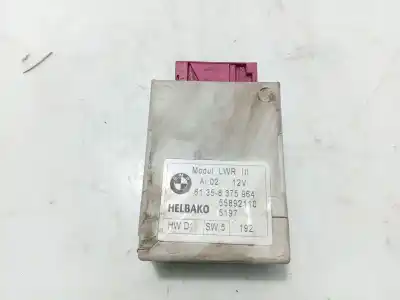 Modul LWR III
AI 02 12V
61.35-8 375 964
HELBAKO 55892110
5197
HW D: SW.5 192